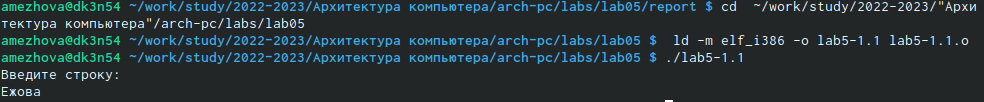 amezhova@dk3n54 ~/work/study/2022-2023/Архитектура компьютера/arch-pc/labs/lab05/report $ cd  ~/work/study/2022-2023/"Архи
тектура компьютера"/arch-pc/labs/lab05
amezhova@dk3n54 ~/work/study/2022-2023/Архитектура компьютера/arch-pc/labs/lab05 $  ld -m elf_i386 -o lab5-1.1 lab5-1.1.o
amezhova@dk3n54 ~/work/study/2022-2023/Архитектура компьютера/arch-pc/labs/lab05 $ ./lab5-1.1
Введите строку:
Ежова